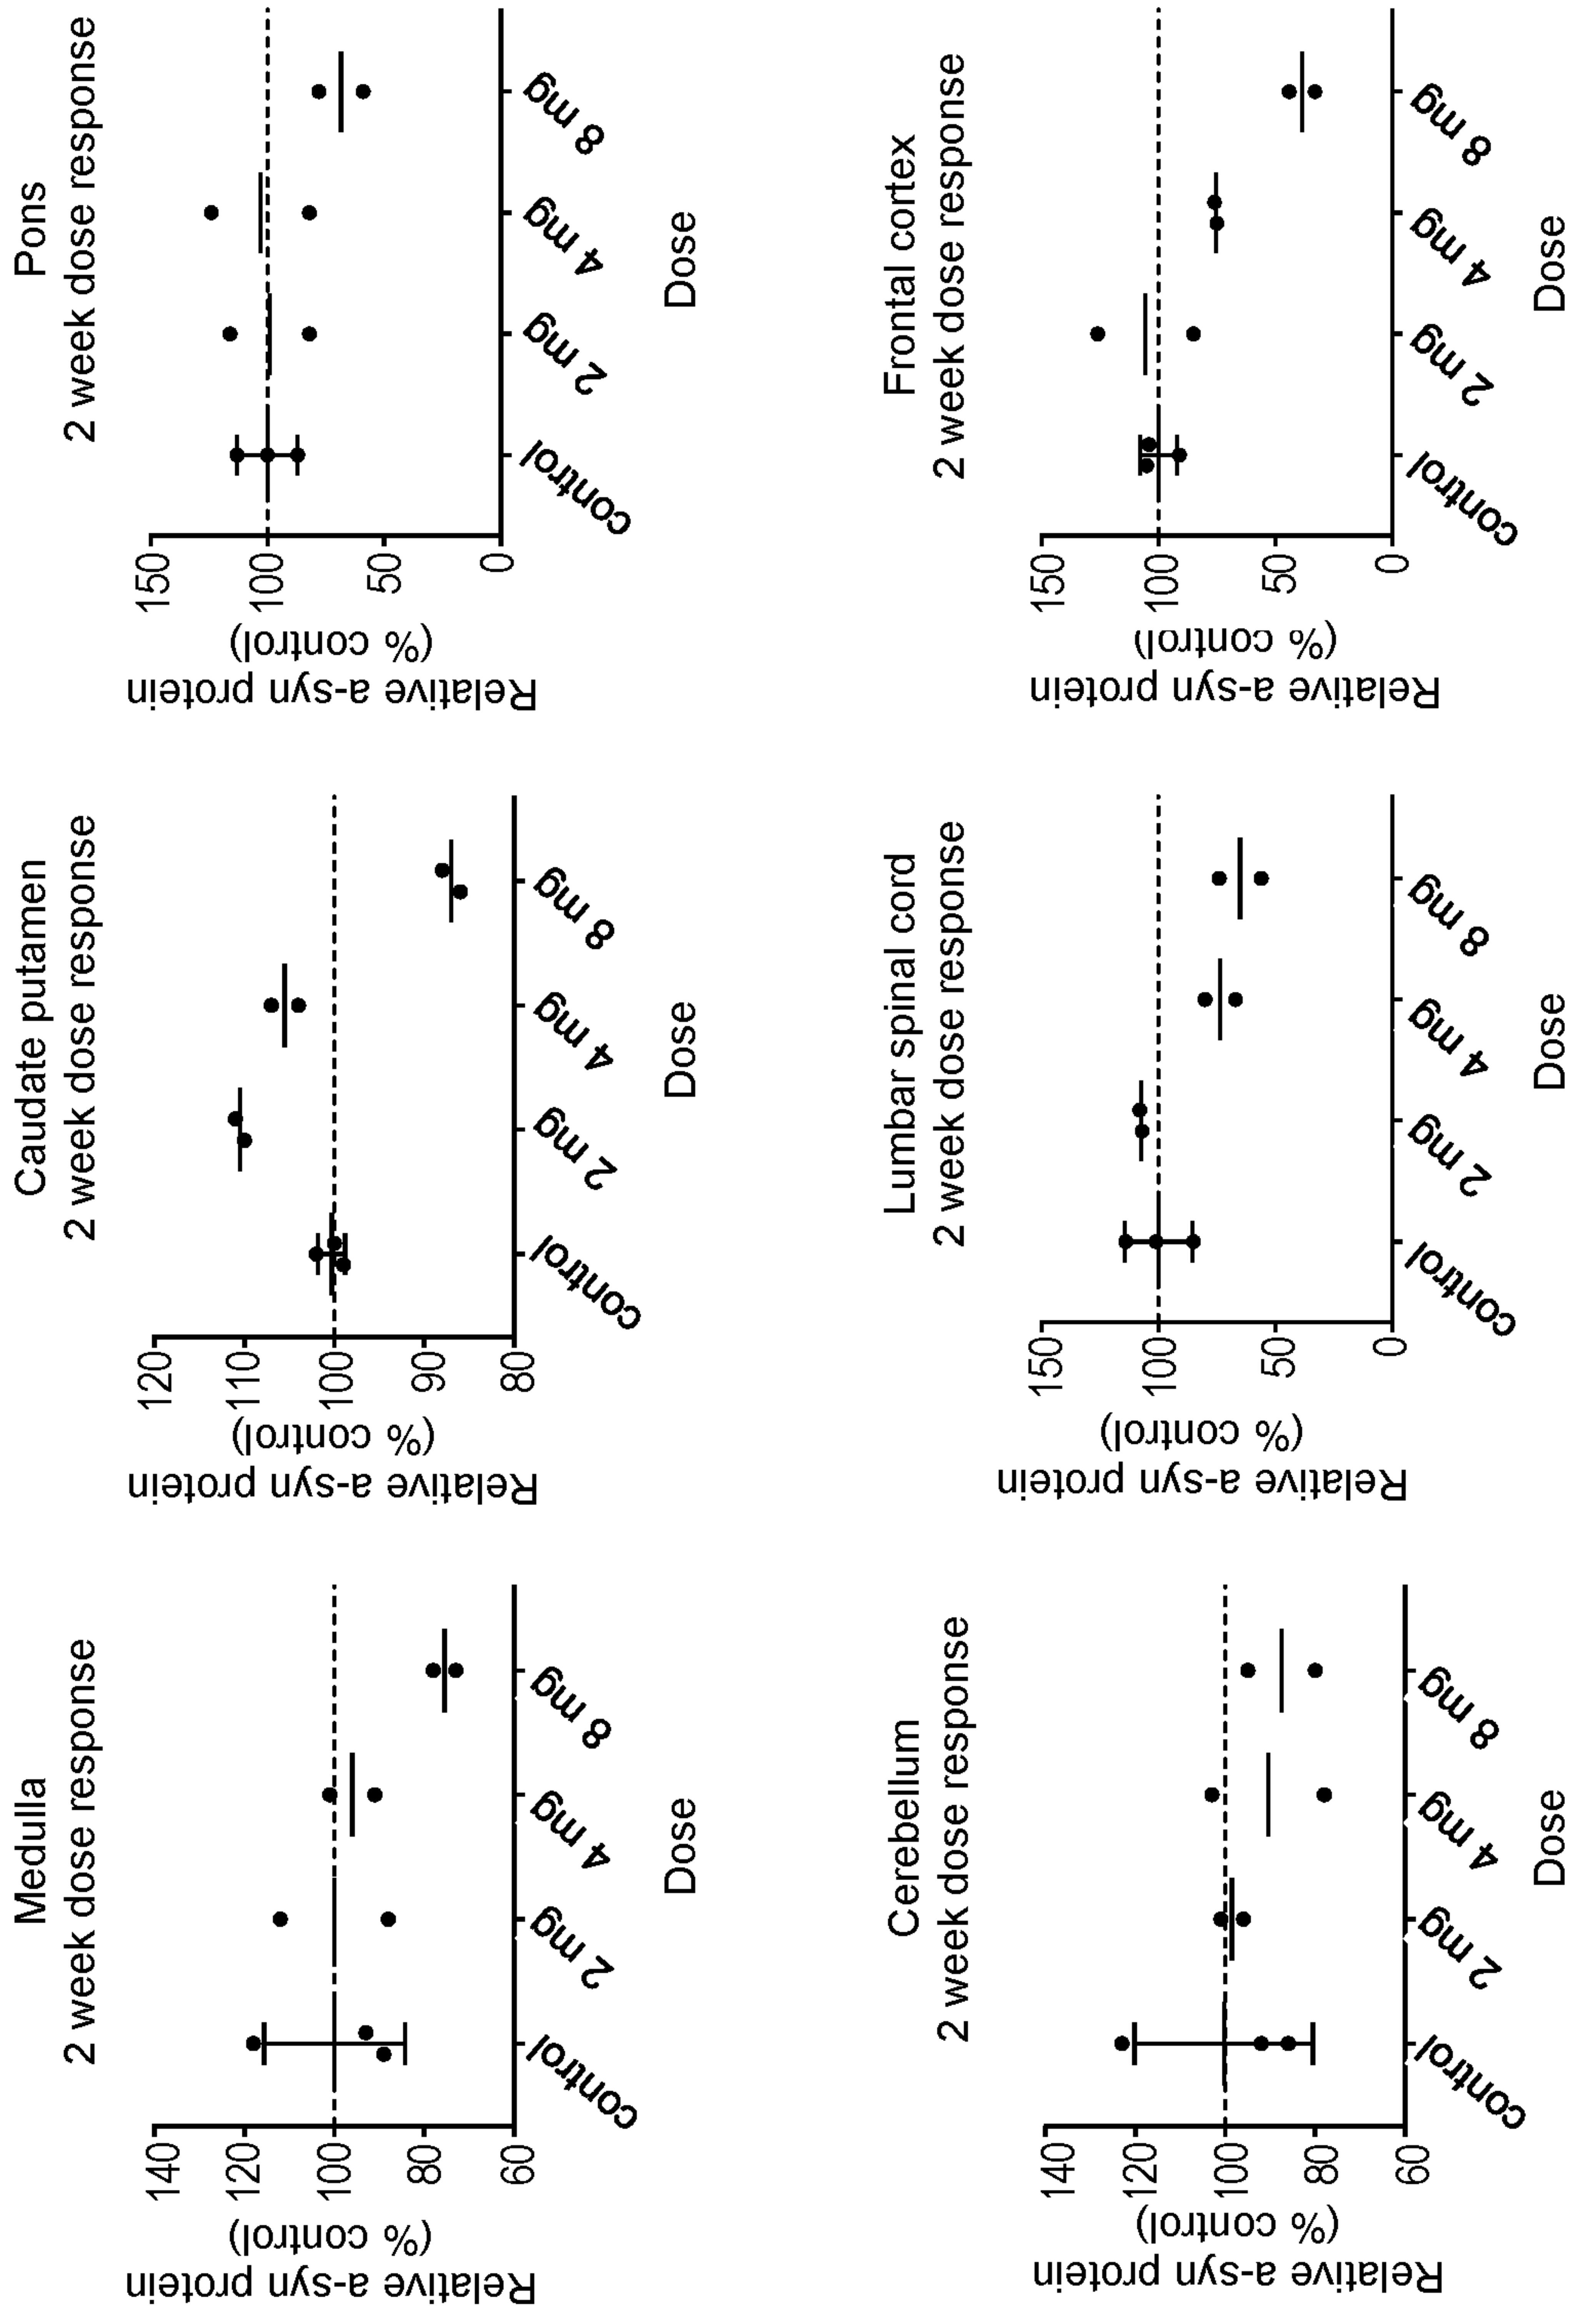 Medulla
2 week dose response
Relative a-syn protein
(% control)
140
120
100
80
60
control
2 mg
4 mg
8 mg
Dose
Caudate putamen
2 week dose response
Relative a-syn protein
(% control)
120
110
100
90
80
control
2 mg
4 mg
8 mg
Dose
Pons
2 week dose response
Relative a-syn protein
(% control)
150
100
50
0
control
2 mg
4 mg
8 mg
Dose
Cerebellum
2 week dose response
Relative a-syn protein
(% control)
140
120
100
80
60
control
2 mg
4 mg
8 mg
Dose
Lumbar spinal cord
2 week dose response
Relative a-syn protein
(% control)
150
100
50
0
control
2 mg
4 mg
8 mg
Dose
Frontal cortex
2 week dose response
Relative a-syn protein
(% control)
150
100
50
0
control
2 mg
4 mg
8 mg
Dose